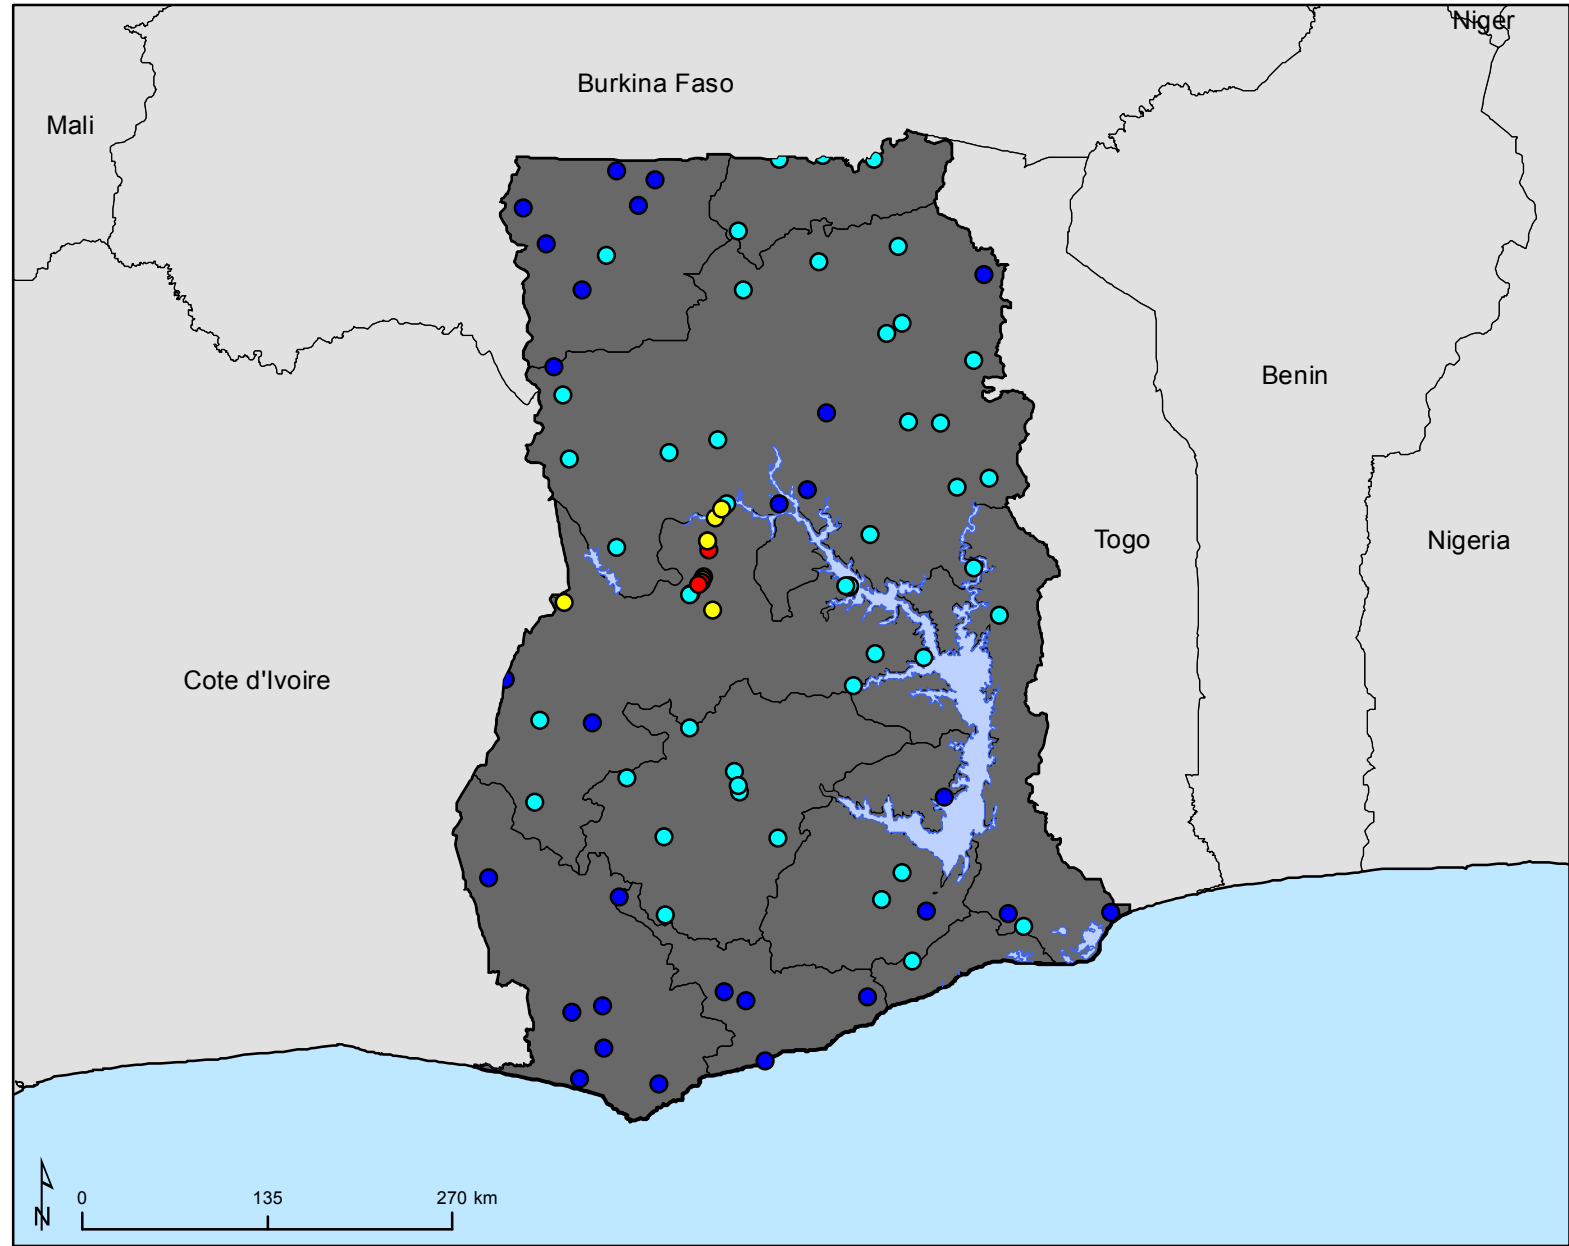 Niger
Burkina Faso
Mali
Benin
Togo
Nigeria
Cote d'Ivoire
N
0 135 270 km